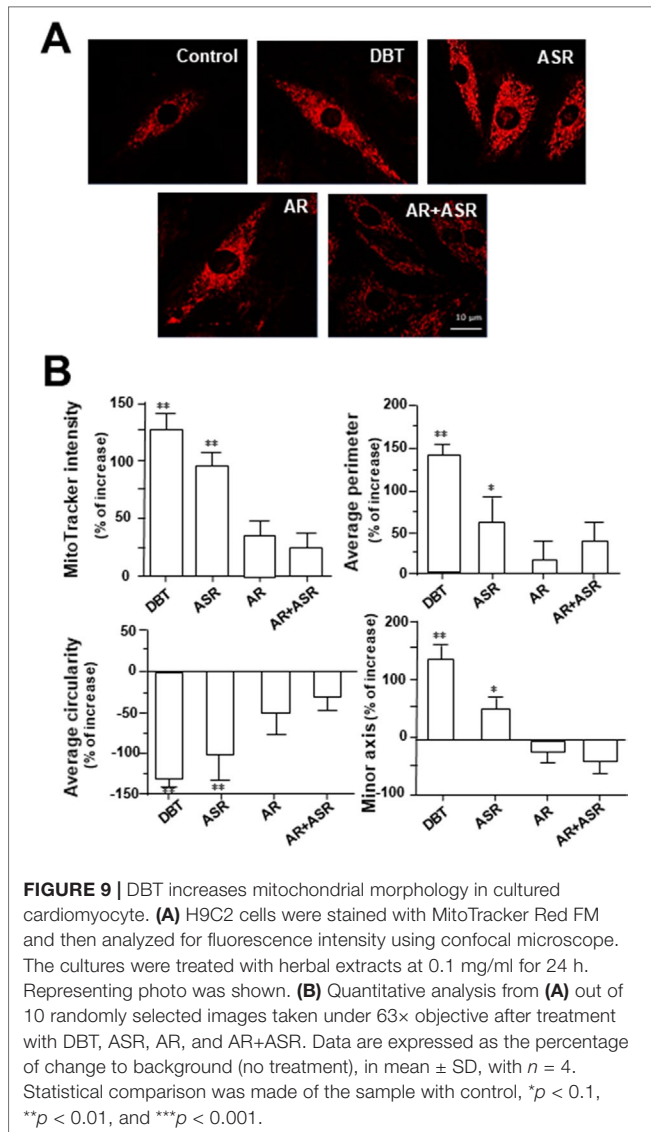 A
Control
DBT
ASR
AR
AR+ASR
10 μm
B
MitoTracker intensity
(% of increase)
150
100
50
0
**
**
DBT
ASR
AR
AR+ASR
Average perimeter
(% of increase)
200
150
100
50
0
**
*
DBT
ASR
AR
AR+ASR
Average circularity
(% of increase)
50
0
-50
-100
-150
**
**
DBT
ASR
AR
AR+ASR
Minor axis (% of increase)
200
100
0
-100
**
*
DBT
ASR
AR
AR+ASR
FIGURE 9 | DBT increases mitochondrial morphology in cultured
cardiomyocyte. (A) H9C2 cells were stained with MitoTracker Red FM
and then analyzed for fluorescence intensity using confocal microscope.
The cultures were treated with herbal extracts at 0.1 mg/ml for 24 h.
Representing photo was shown. (B) Quantitative analysis from (A) out of
10 randomly selected images taken under 63× objective after treatment
with DBT, ASR, AR, and AR+ASR. Data are expressed as the percentage
of change to background (no treatment), in mean ± SD, with n = 4.
Statistical comparison was made of the sample with control, *p < 0.1,
**p < 0.01, and ***p < 0.001.